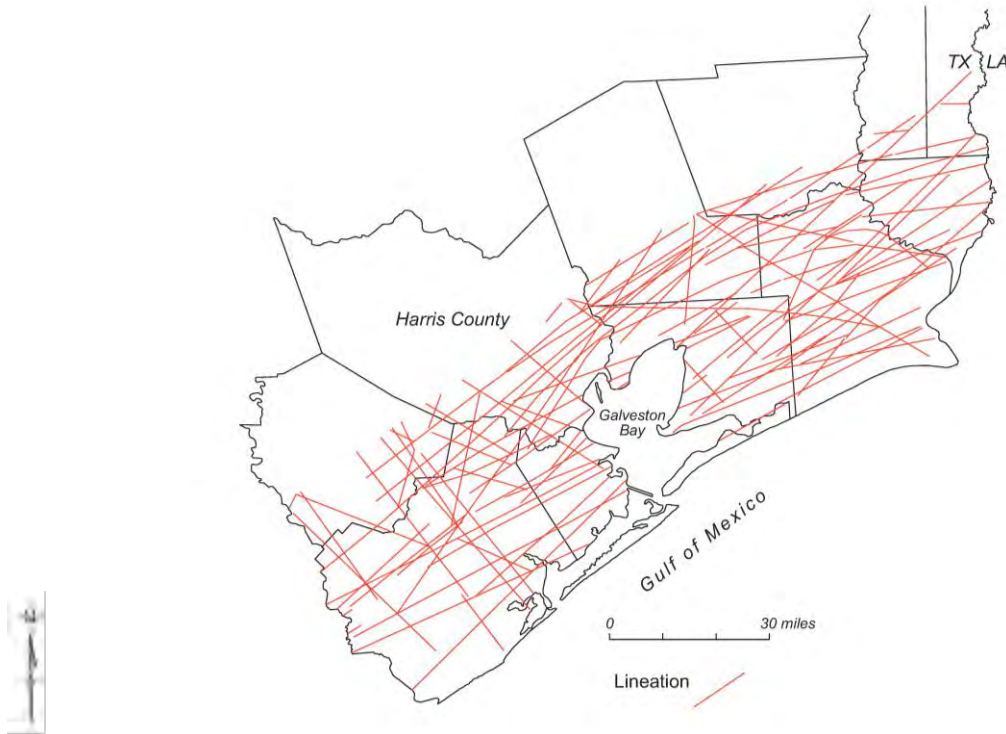 TX LA
Harris County
Galveston
Bay
Gulf of Mexico
0 30 miles
Lineation